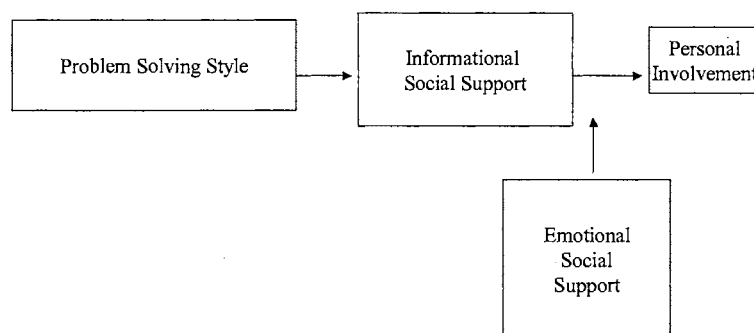 Problem Solving Style
Informational
Social Support
Personal
Involvement
Emotional
Social
Support